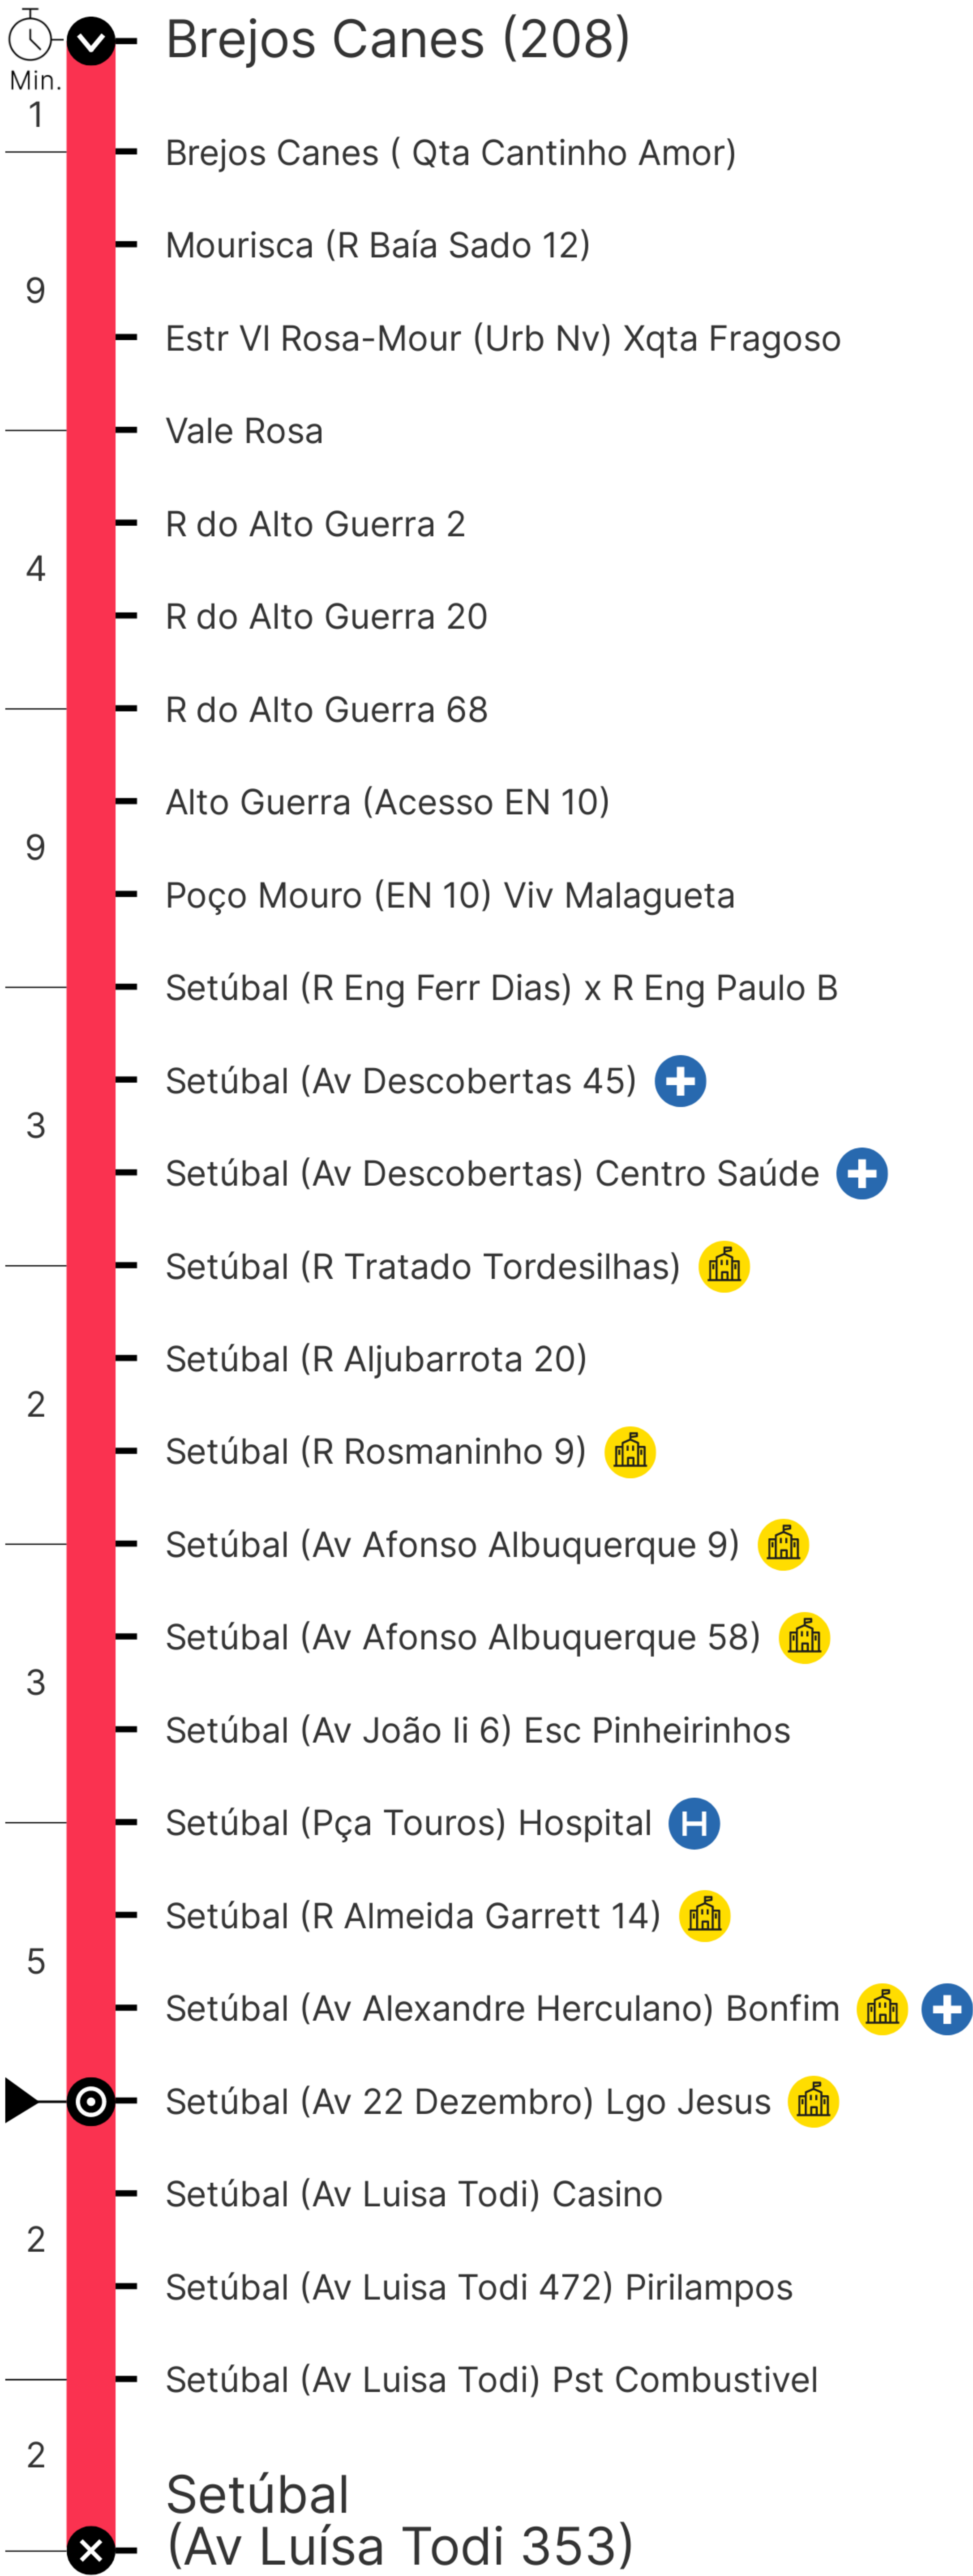 Brejos Canes (208)
Min.
1
Brejos Canes ( Qta Cantinho Amor)
Mourisca (R Baía Sado 12)
9
Estr Vl Rosa-Mour (Urb Nv) Xqta Fragoso
Vale Rosa
R do Alto Guerra 2
4
R do Alto Guerra 20
R do Alto Guerra 68
Alto Guerra (Acesso EN 10)
9
Poço Mouro (EN 10) Viv Malagueta
Setúbal (R Eng Ferr Dias) x R Eng Paulo B
Setúbal (Av Descobertas 45)
3
Setúbal (Av Descobertas) Centro Saúde
Setúbal (R Tratado Tordesilhas)
Setúbal (R Aljubarrota 20)
2
Setúbal (R Rosmaninho 9)
Setúbal (Av Afonso Albuquerque 9)
Setúbal (Av Afonso Albuquerque 58)
3
Setúbal (Av João Ii 6) Esc Pinheirinhos
Setúbal (Pça Touros) Hospital H
Setúbal (R Almeida Garrett 14)
5
Setúbal (Av Alexandre Herculano) Bonfim
Setúbal (Av 22 Dezembro) Lgo Jesus
Setúbal (Av Luisa Todi) Casino
2
Setúbal (Av Luisa Todi 472) Pirilampos
Setúbal (Av Luisa Todi) Pst Combustivel
2
Setúbal
(Av Luísa Todi 353)